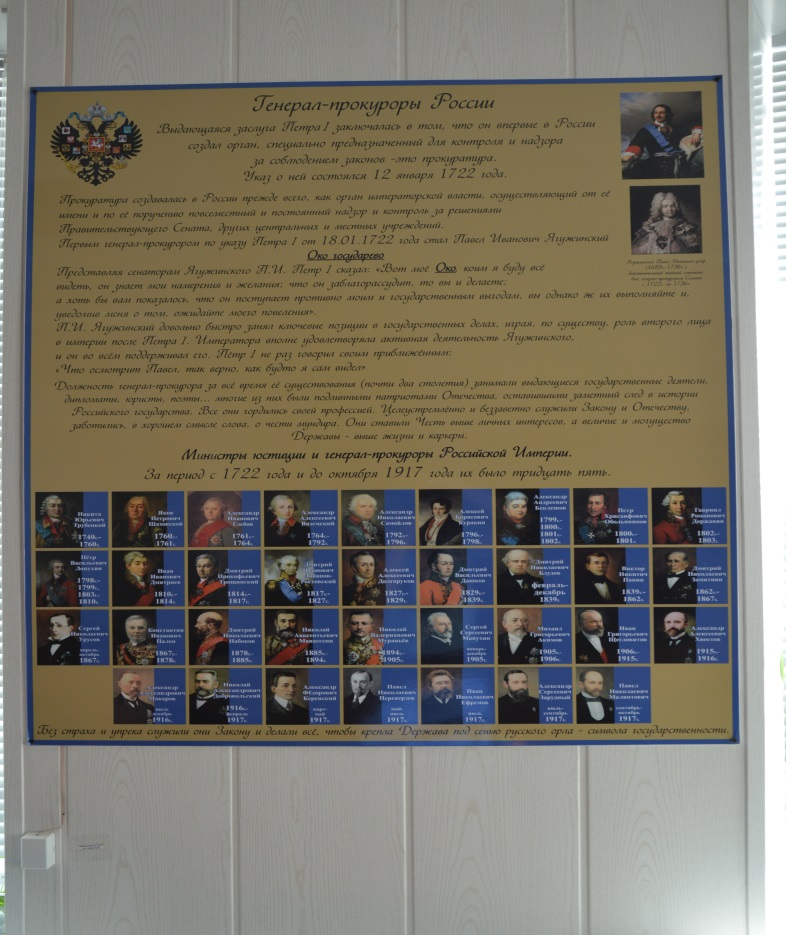 Генерал-прокуроры России
Выдающаяся заслуга Петра I заключалась в том, что он впервые в России
создал орган, специально предназначенный для контроля и надзора
за соблюдением законов -это прокуратура.
Указ о ней состоялся 12 января 1722 года.
Прокуратура создавалась в России прежде всего, как орган императорской власти, осуществляющий от её
имени и по её поручению повсеместный и постоянный надзор и контроль за решениями
Правительствующего Сената, других центральных и местных учреждений.
Первым генерал-прокурором по указу Петра I от 18.01.1722 года стал Павел Иванович Ягужинский
Око государево
Представляя сенаторам Ягужинского П.И. Петр I сказал: «Вот моё Око, коим я буду всё
видеть, он знает мои намерения и желания; что он заблагорассудит, то вы и делаете;
а хоть бы вам показалось, что он поступает противно моим и государственным выгодам, вы однако ж их выполняйте и,
уведомив меня о том, ожидайте моего повеления».
П.И. Ягужинский довольно быстро занял ключевые позиции в государственных делах, играя, по существу, роль второго лица
в империи после Петра I. Императора вполне удовлетворяла активная деятельность Ягужинского,
и он во всём поддерживал его. Пётр I не раз говорил своим приближённым:
«Что осмотрит Павел, так верно, как будто я сам видел»
Должность генерал-прокурора за всё время её существования (почти два столетия) занимали выдающиеся государственные деятели,
дипломаты, юристы, поэты... многие из них были подлинными патриотами Отечества, оставившими заметный след в истории
Российского государства. Все они гордились своей профессией. Целеустремлённо и беззаветно служили Закону и Отечеству,
заботились, в хорошем смысле слова, о чести мундира. Они ставили Честь выше личных интересов, а величие и могущество
Державы - выше жизни и карьеры.
Министры юстиции и генерал-прокуроры Российской Империи.
За период с 1722 года и до октября 1917 года их было тридцать пять.
Никита
Юрьевич
Трубецкой
1740.-
1760.
Яков
Петрович
Шаховской
1760.-
1761.
Александр
Иванович
Глебов
1761.-
1764.
Александр
Алексеевич
Вяземский
1764.-
1792.
Александр
Николаевич
Самойлов
1792.-
1796.
Алексей
Борисович
Куракин
1796.-
1798.
Александр
Андреевич
Беклешов
1799.-
1800.
1801.-
1802.
Петр
Хрисанфович
Обольянинов
1800.-
1801.
Гавриил
Романович
Державин
1802.-
1803.
Пётр
Васильевич
Лопухин
1798.-
1799.
1803.-
1810.
Иван
Иванович
Дмитриев
1810.-
1814.
Дмитрий
Прокофьевич
Трощинский
1814.-
1817.
Дмитрий
Иванович
1817.-
1827.
Алексей
Алексеевич
Долгоруков
1827.-
1829.
Дмитрий
Васильевич
Дашков
1829.-
1839.
Дмитрий
Николаевич
Блудов
февраль-
декабрь
1839.
Виктор
Никитич
Панин
1839.-
1862.
Дмитрий
Николаевич
Замятнин
1862.-
1867.
Сергей
Николаевич
Урусов
апрель-
октябрь
1867.
Константин
Иванович
Пален
1867.-
1878.
Дмитрий
Николаевич
Набоков
1878.-
1885.
Николай
Авксентьевич
Манассеин
1885.-
1894.
Николай
Валерианович
Муравьёв
1894.-
1905.
Сергей
Сергеевич
Манухин
январь-
декабрь
1905.
Михаил
Григорьевич
Акимов
1905.-
1906.
Иван
Григорьевич
Щегловитов
1906.-
1915.
Александр
Алексеевич
Хвостов
1915.-
1916.
Александр
Александрович
Макаров
июль-
декабрь
1916.
Николай
Александрович
Добровольский
1916.-
февраль
1917.
Александр
Фёдорович
Керенский
март-
май
1917.
Павел
Николаевич
Переверзев
май-
июль
1917.
Иван
Николаевич
Ефремов
июль
1917.
Александр
Сергеевич
Зарудный
июль-
сентябрь
1917.
Павел
Николаевич
Малянтович
сентябрь-
октябрь
1917.
Без страха и упрека служили они Закону и делали всё, чтобы крепла Держава под сенью русского орла - символа государственности.